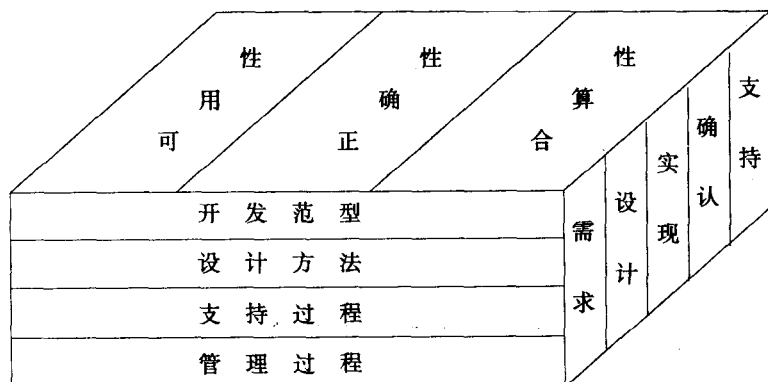 可用性
正确性
合算性
开发范型
设计方法
支持过程
管理过程
需求
设计
实现
确认
支持